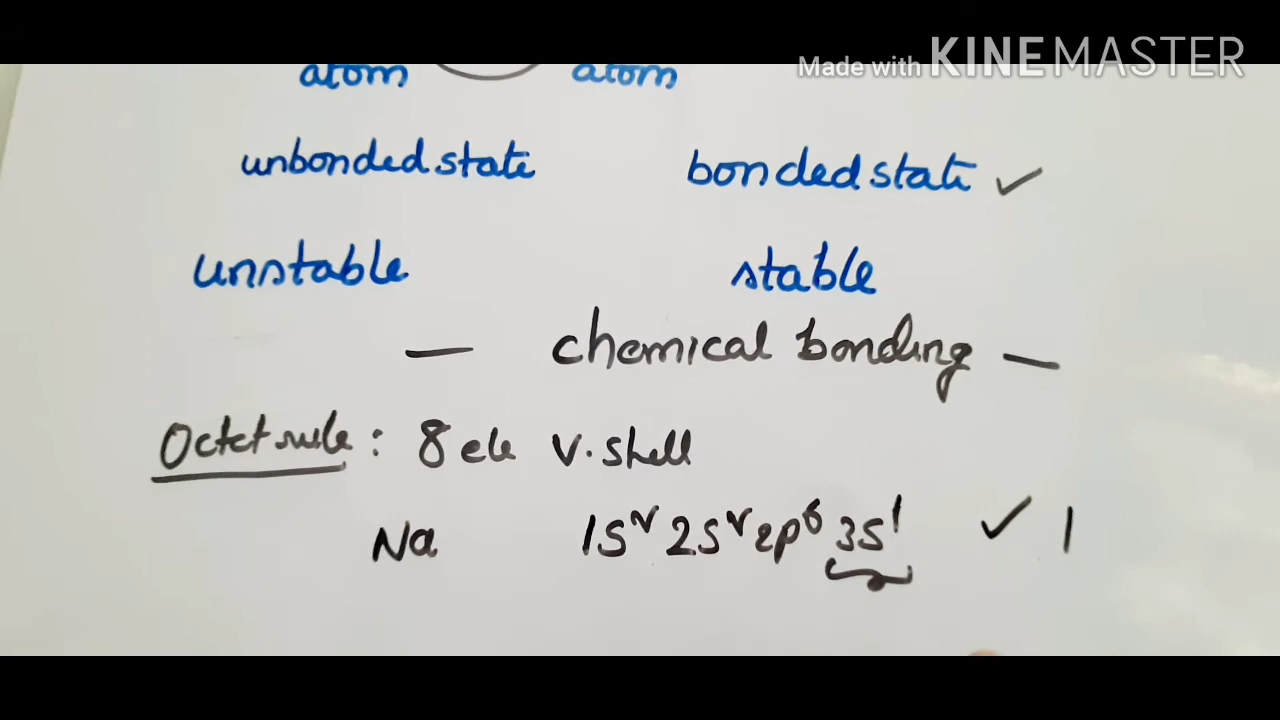 Made with KINEMASTER
atom atom
unbonded state bonded state ✓
unstable stable
— chemical bonding —
Octet rule : 8 ele v. shell
Na 1s² 2s² 2p⁶ 3s¹ ✓ 1